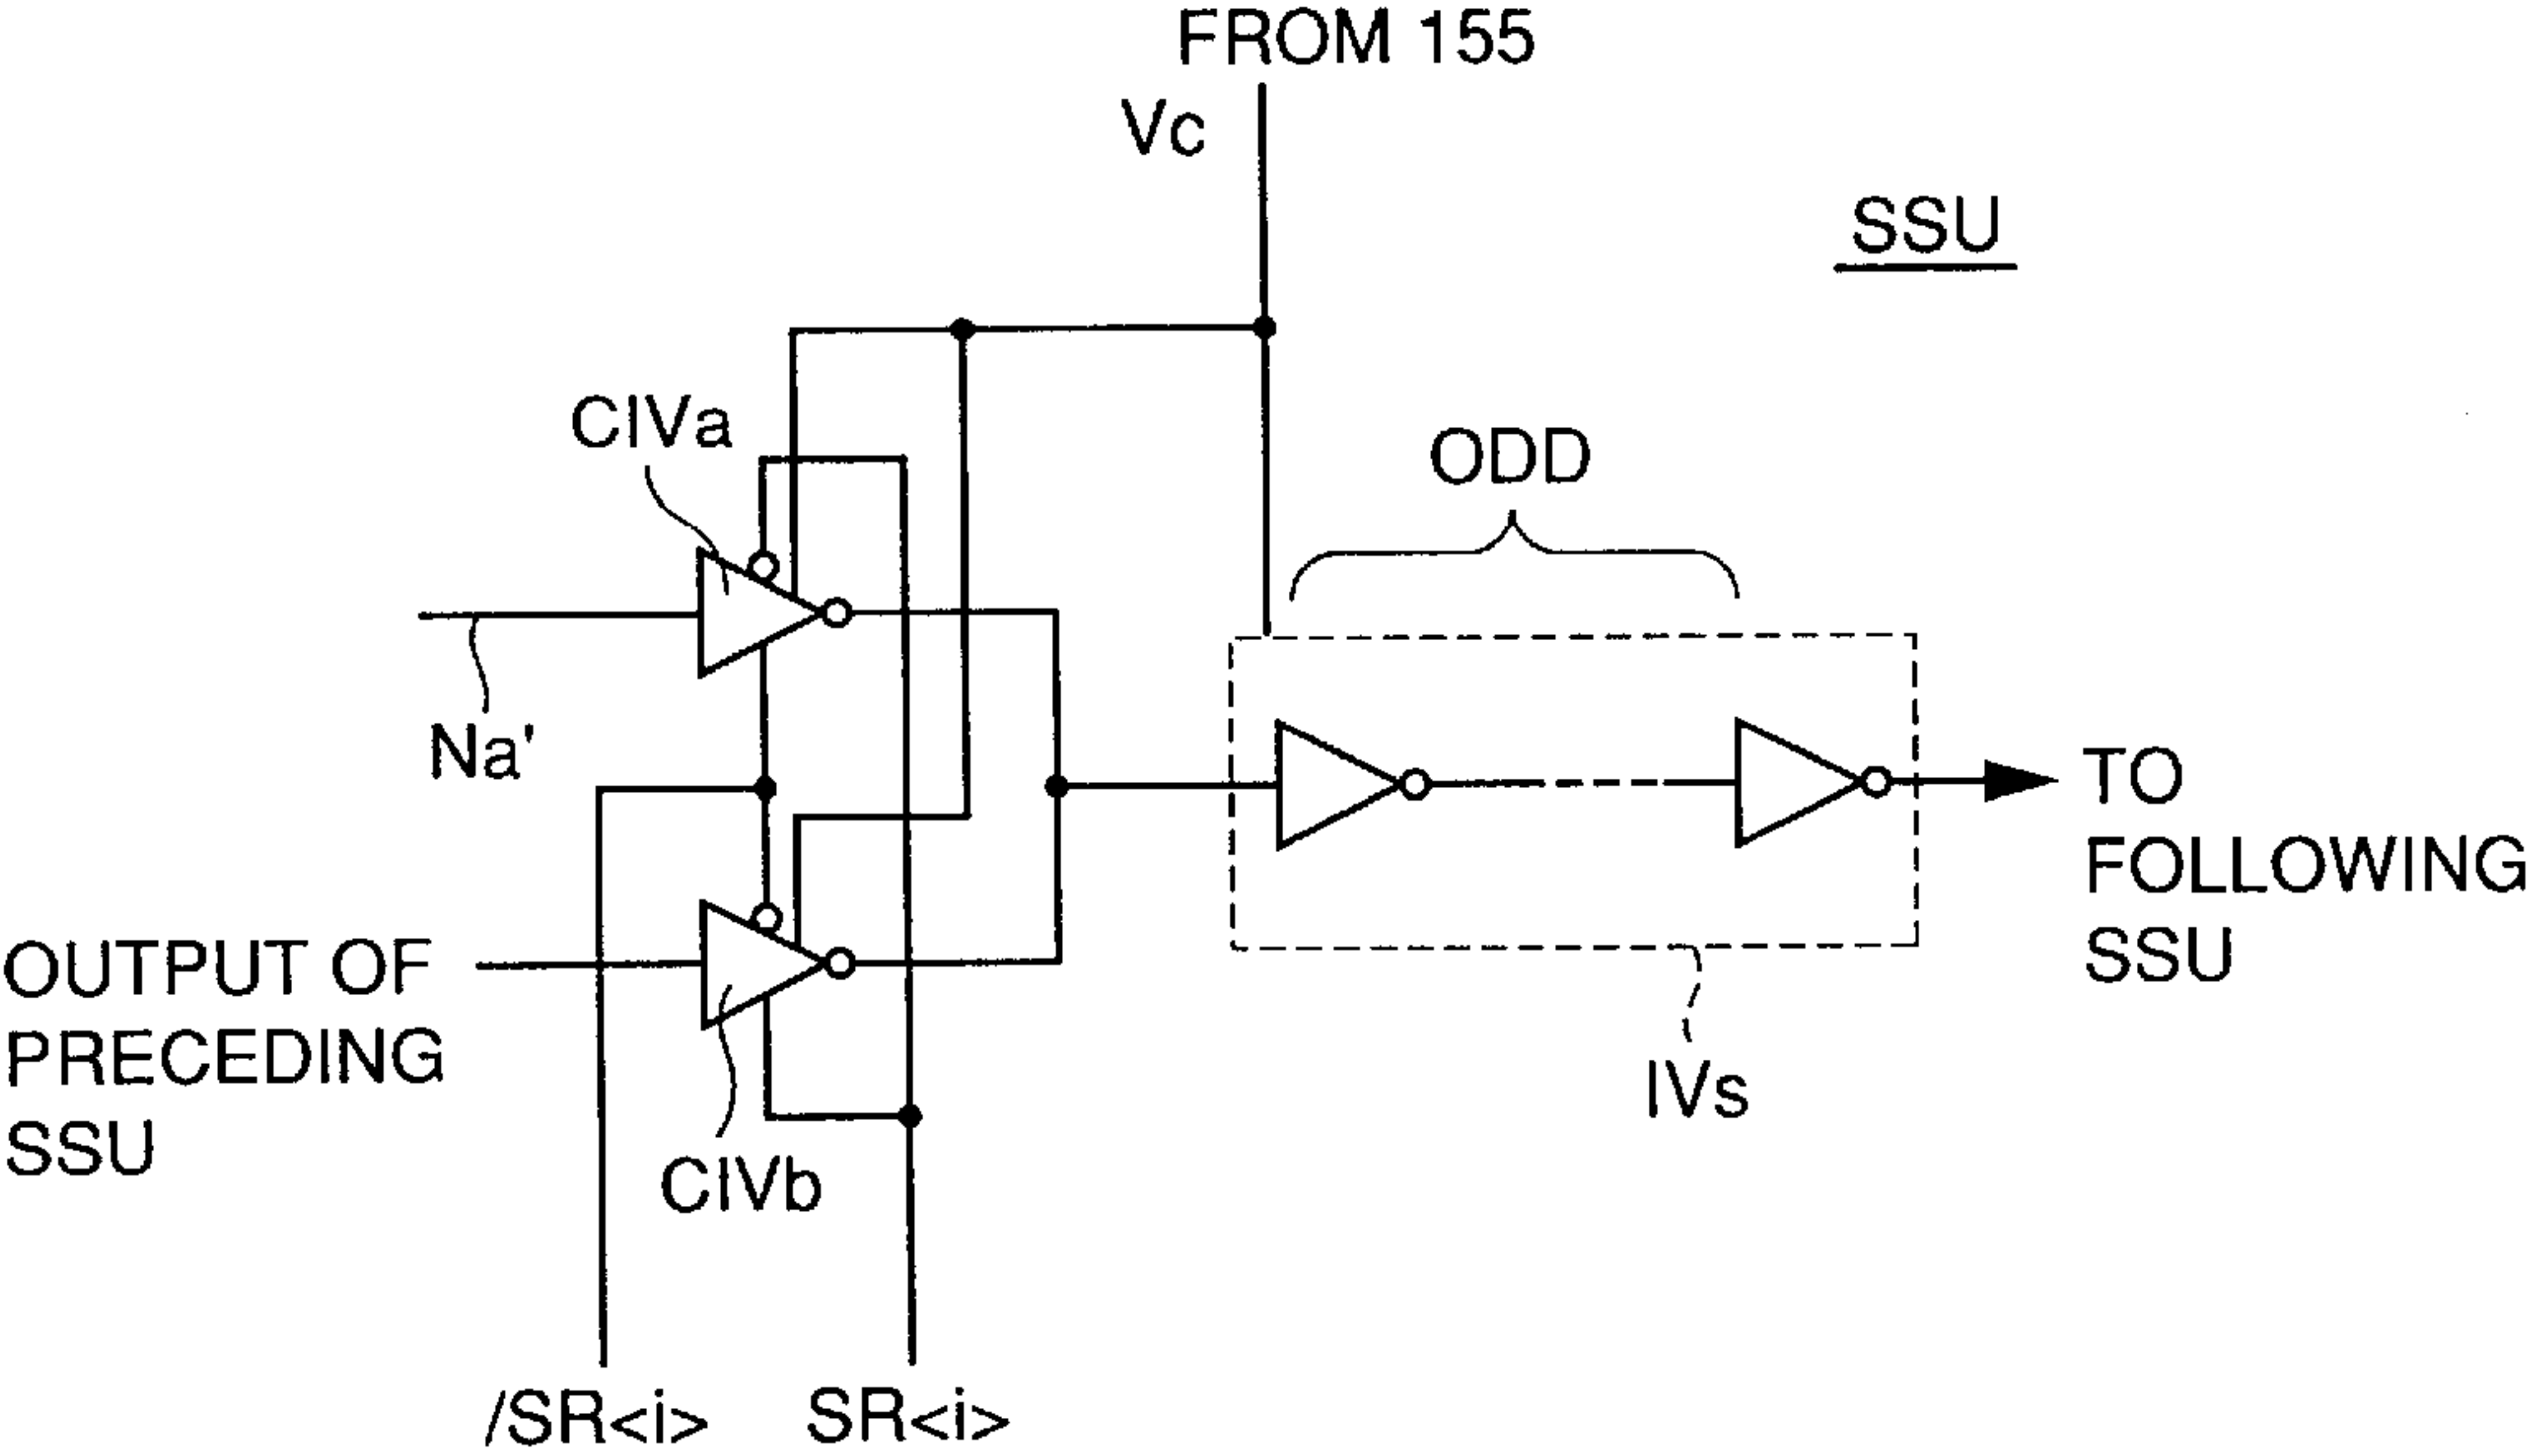 FROM 155
Vc
SSU
CIVa
ODD
Na'
TO
FOLLOWING
SSU
OUTPUT OF
PRECEDING
SSU
IVs
CIVb
/SR<i>
SR<i>